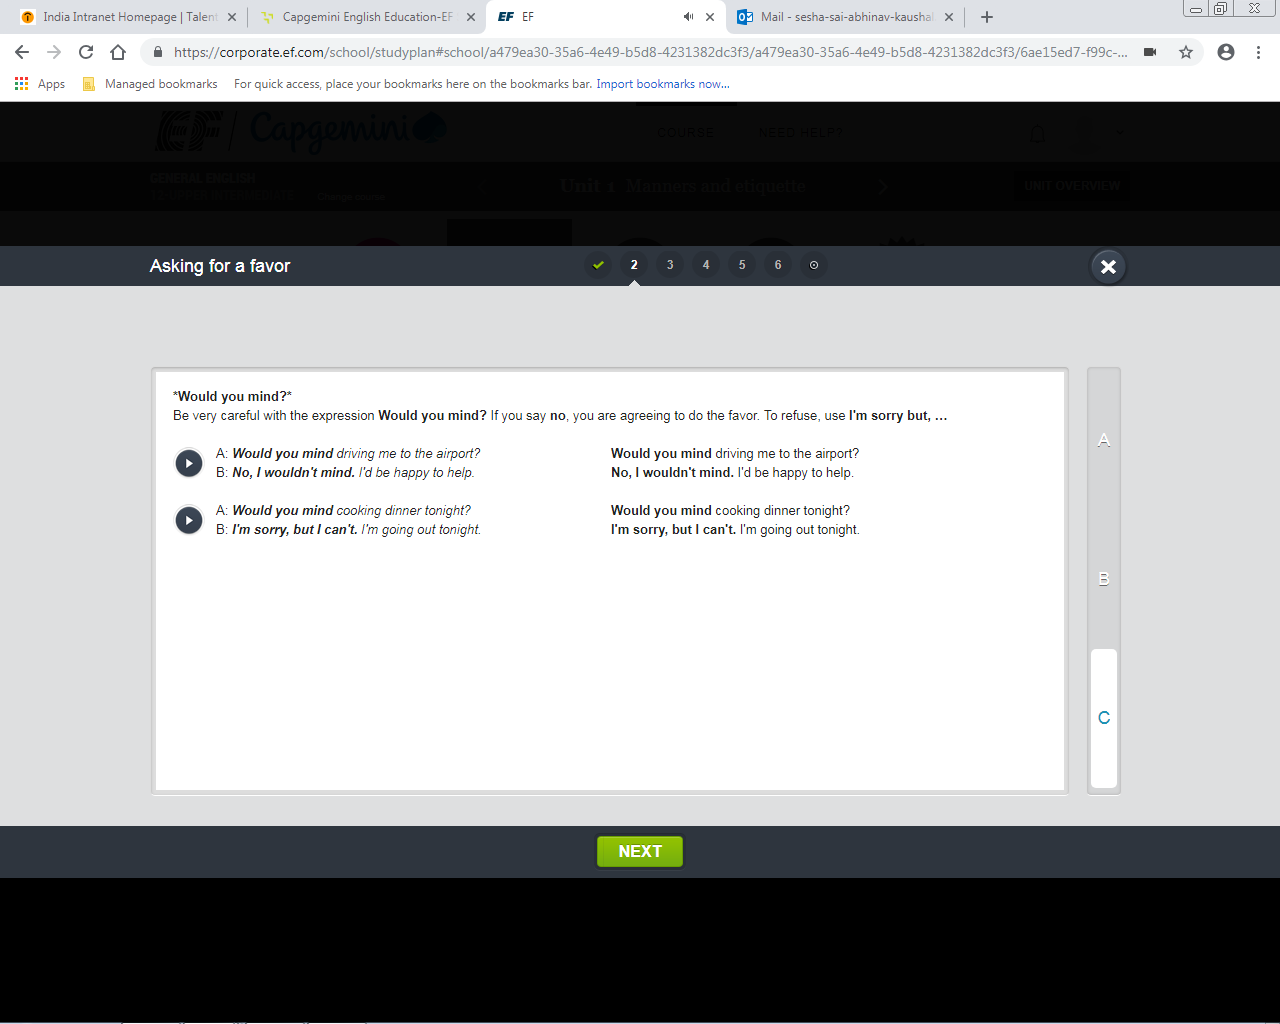 India Intranet Homepage | Talent
Capgemini English Education-EF
EF EF
Mail - sesha-sai-abhinav-kaushal
https://corporate.ef.com/school/studyplan#school/a479ea30-35a6-4e49-b5d8-4231382dc3f3/a479ea30-35a6-4e49-b5d8-4231382dc3f3/6ae15ed7-f99c-...
Apps Managed bookmarks For quick access, place your bookmarks here on the bookmarks bar. Import bookmarks now...
EF | Capgemini COURSE NEED HELP?
GENERAL ENGLISH
Unit 1 Manners and etiquette
UNIT OVERVIEW
Change course
Asking for a favor
2 3 4 5 6
*Would you mind?*
Be very careful with the expression Would you mind? If you say no, you are agreeing to do the favor. To refuse, use I'm sorry but, ...
A: Would you mind driving me to the airport? Would you mind driving me to the airport?
B: No, I wouldn't mind. I'd be happy to help. No, I wouldn't mind. I'd be happy to help.
A: Would you mind cooking dinner tonight? Would you mind cooking dinner tonight?
B: I'm sorry, but I can't. I'm going out tonight. I'm sorry, but I can't. I'm going out tonight.
A
B
C
NEXT